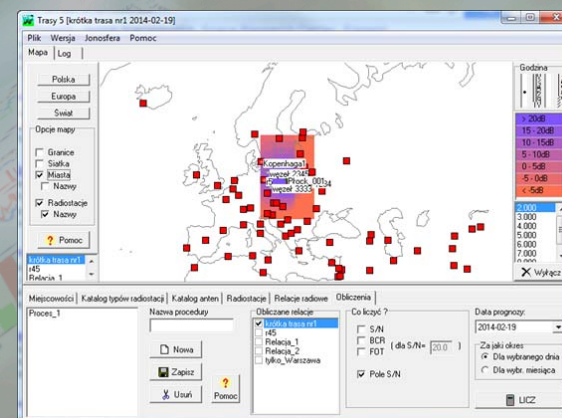 Trasy 5 [krótka trasa nr1 2014-02-19]
Plik Wersja Jonosfera Pomoc
Mapa Log
Polska
Europa
Świat
Opcje mapy
Granice
Siatka
Miasta
Nazwy
Radiostacje
Nazwy
? Pomoc
krótka trasa nr1
r45
Relacja_1
Kopenhaga1
węzeł_2345
Płock_001
węzeł_3333
34
Godzina
> 20dB
15 - 20dB
10 - 15dB
5 - 10dB
0 - 5dB
-5 - 0dB
< -5dB
2.000
3.000
4.000
5.000
6.000
7.000
Wyłącz
Miejscowości Katalog typów radiostacji Katalog anten Radiostacje Relacje radiowe Obliczenia
Proces_1
Nazwa procedury
Nowa
Zapisz
Usuń
? Pomoc
Obliczane relacje
krótka trasa nr1
r45
Relacja_1
Relacja_2
tylko_Warszawa
Co liczyć ?
S/N
BCR
FOT
( dla S/N= 20.0 )
Pole S/N
Data prognozy:
2014-02-19
Za jaki okres
Dla wybranego dnia
Dla wybr. miesiąca
LICZ